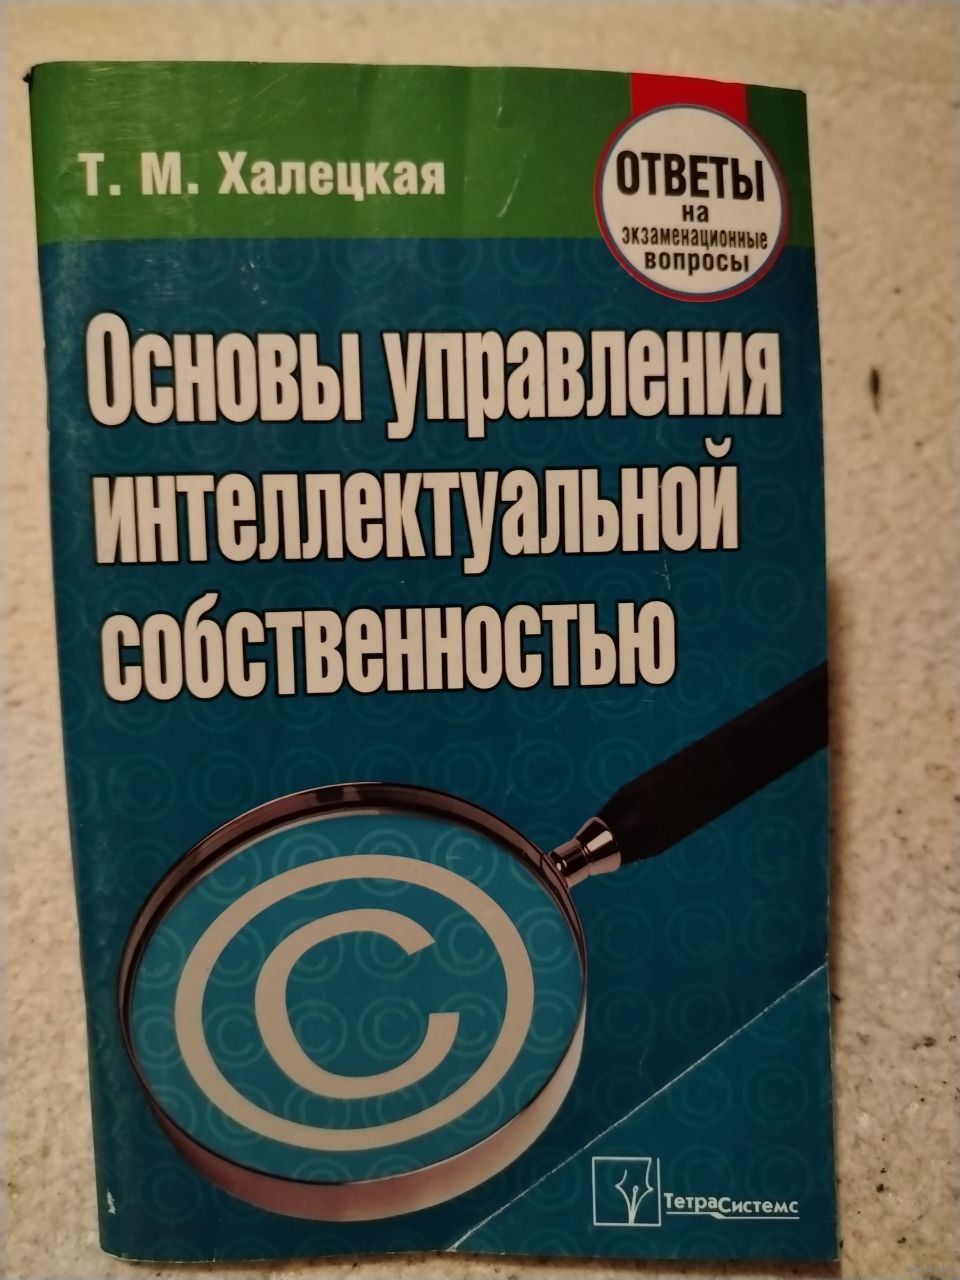 Т. М. Халецкая
ОТВЕТЫ
на
экзаменационные
вопросы
Основы управления
интеллектуальной
собственностью
©
ТетраСистемс